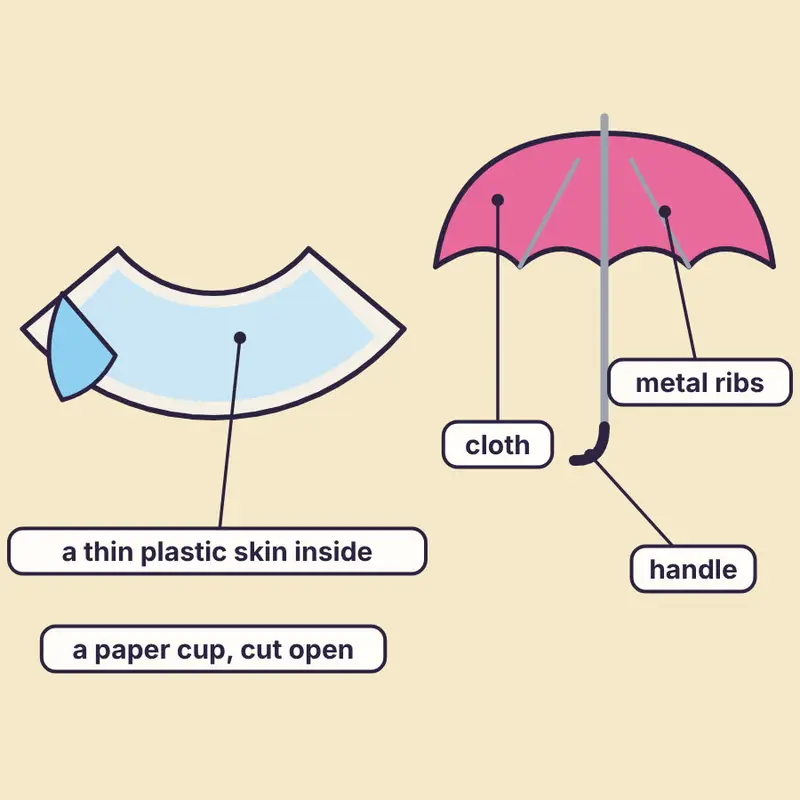 metal ribs
cloth
a thin plastic skin inside
handle
a paper cup, cut open